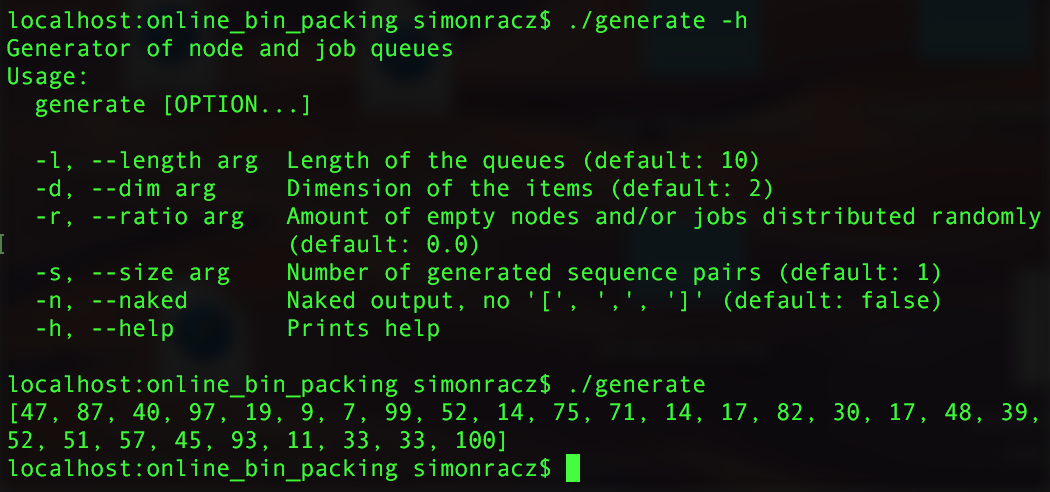 localhost:online_bin_packing simonracz$ ./generate -h
Generator of node and job queues
Usage:
  generate [OPTION...]

  -l, --length arg  Length of the queues (default: 10)
  -d, --dim arg     Dimension of the items (default: 2)
  -r, --ratio arg   Amount of empty nodes and/or jobs distributed randomly
                    (default: 0.0)
  -s, --size arg    Number of generated sequence pairs (default: 1)
  -n, --naked       Naked output, no '[', ',', ']' (default: false)
  -h, --help        Prints help

localhost:online_bin_packing simonracz$ ./generate
[47, 87, 40, 97, 19, 9, 7, 99, 52, 14, 75, 71, 14, 17, 82, 30, 17, 48, 39,
52, 51, 57, 45, 93, 11, 33, 33, 100]
localhost:online_bin_packing simonracz$